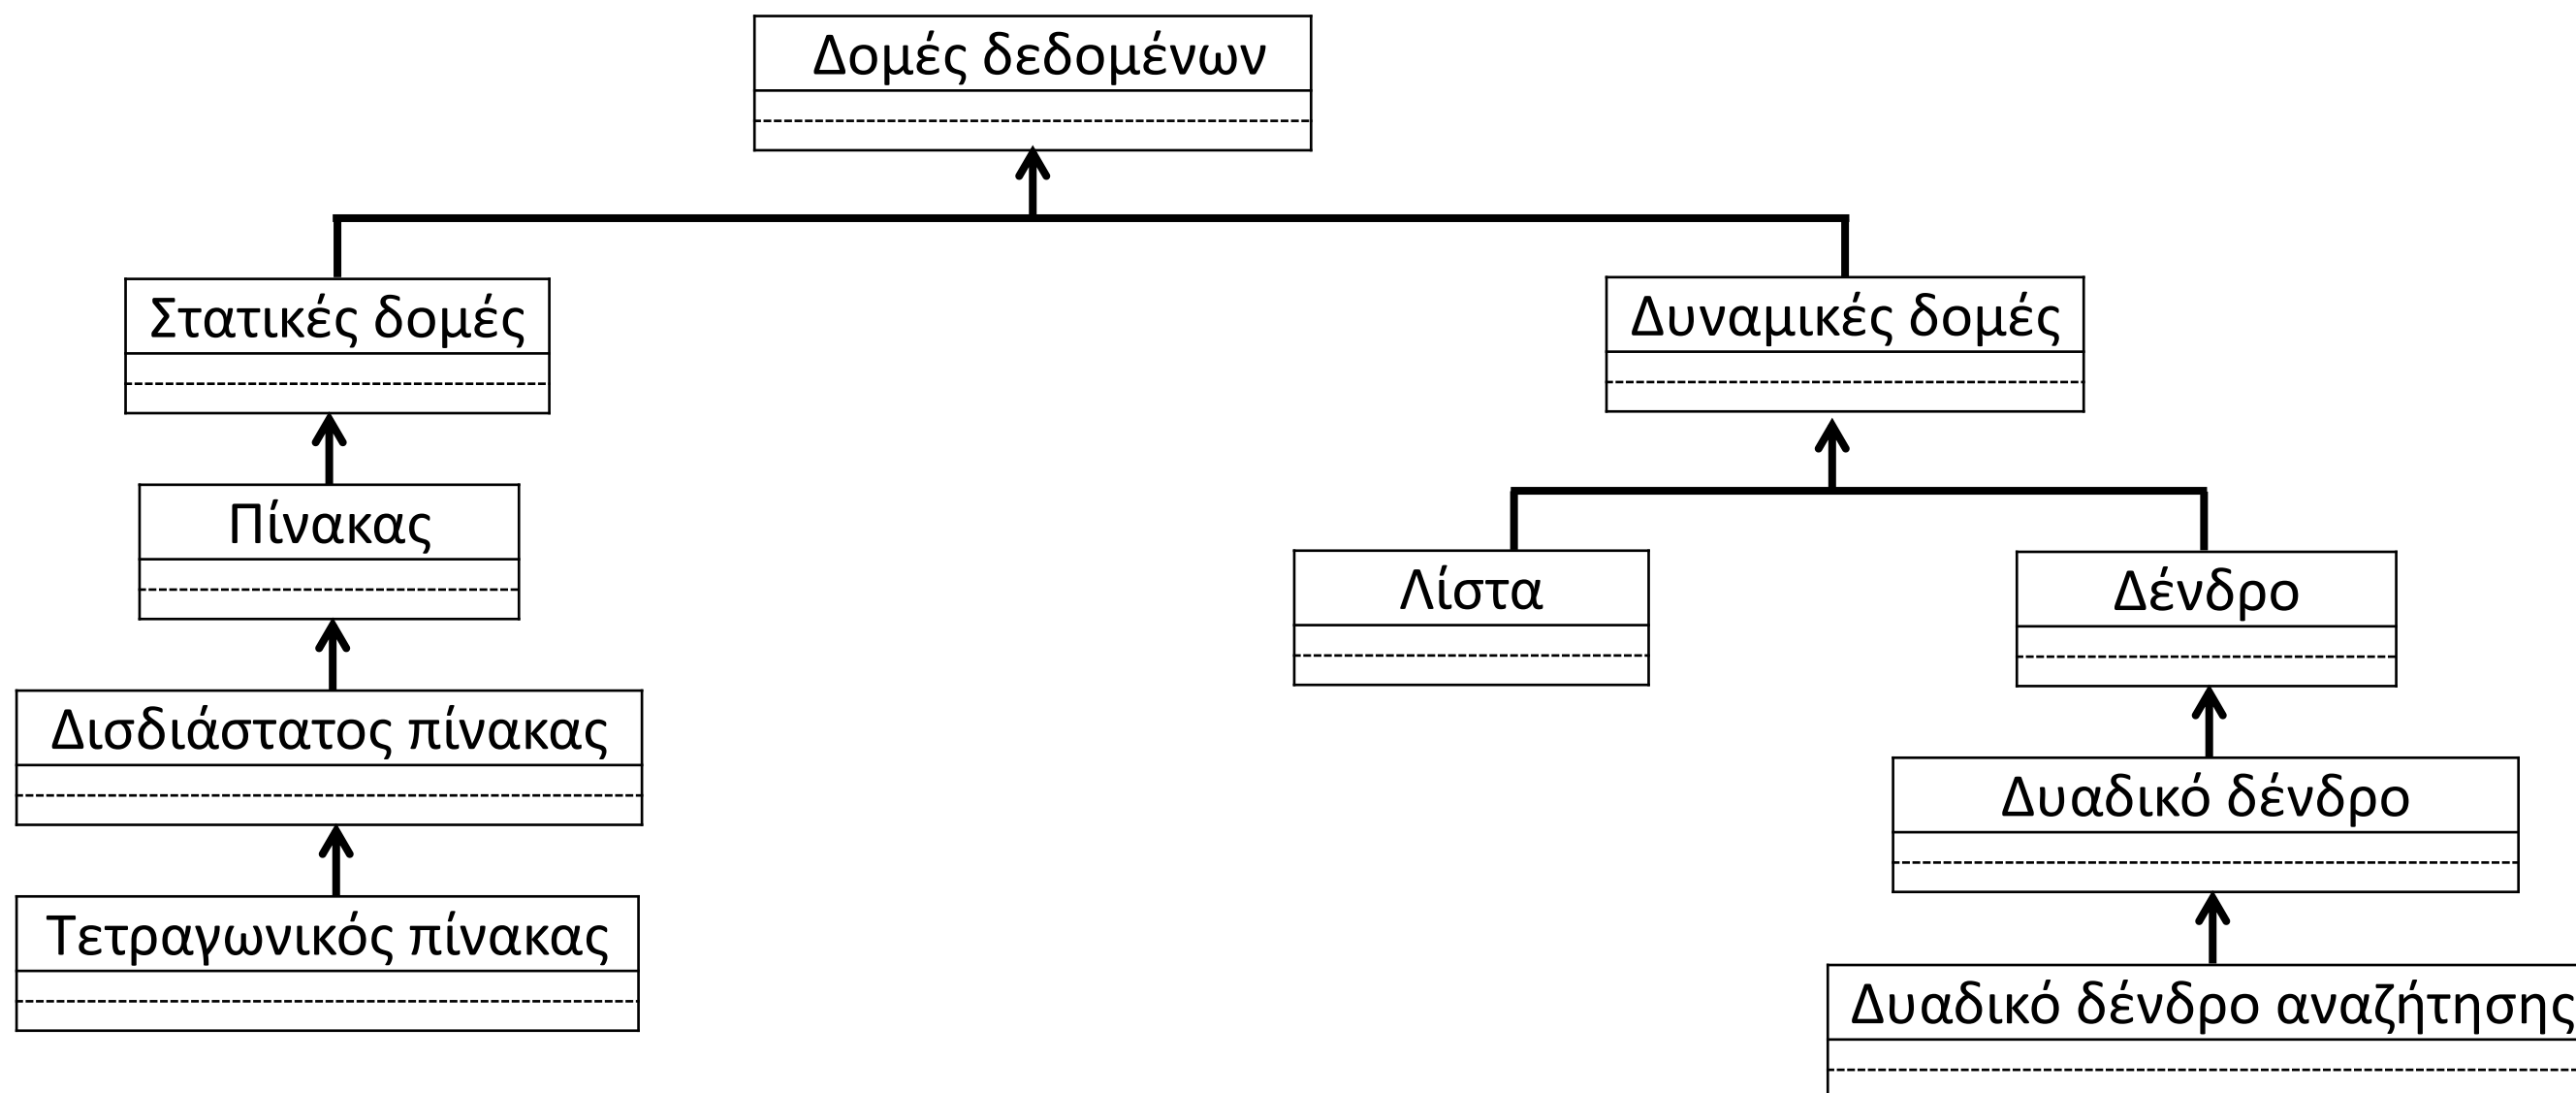 Δομές δεδομένων
Στατικές δομές
Δυναμικές δομές
Πίνακας
Λίστα
Δένδρο
Δισδιάστατος πίνακας
Δυαδικό δένδρο
Τετραγωνικός πίνακας
Δυαδικό δένδρο αναζήτησης